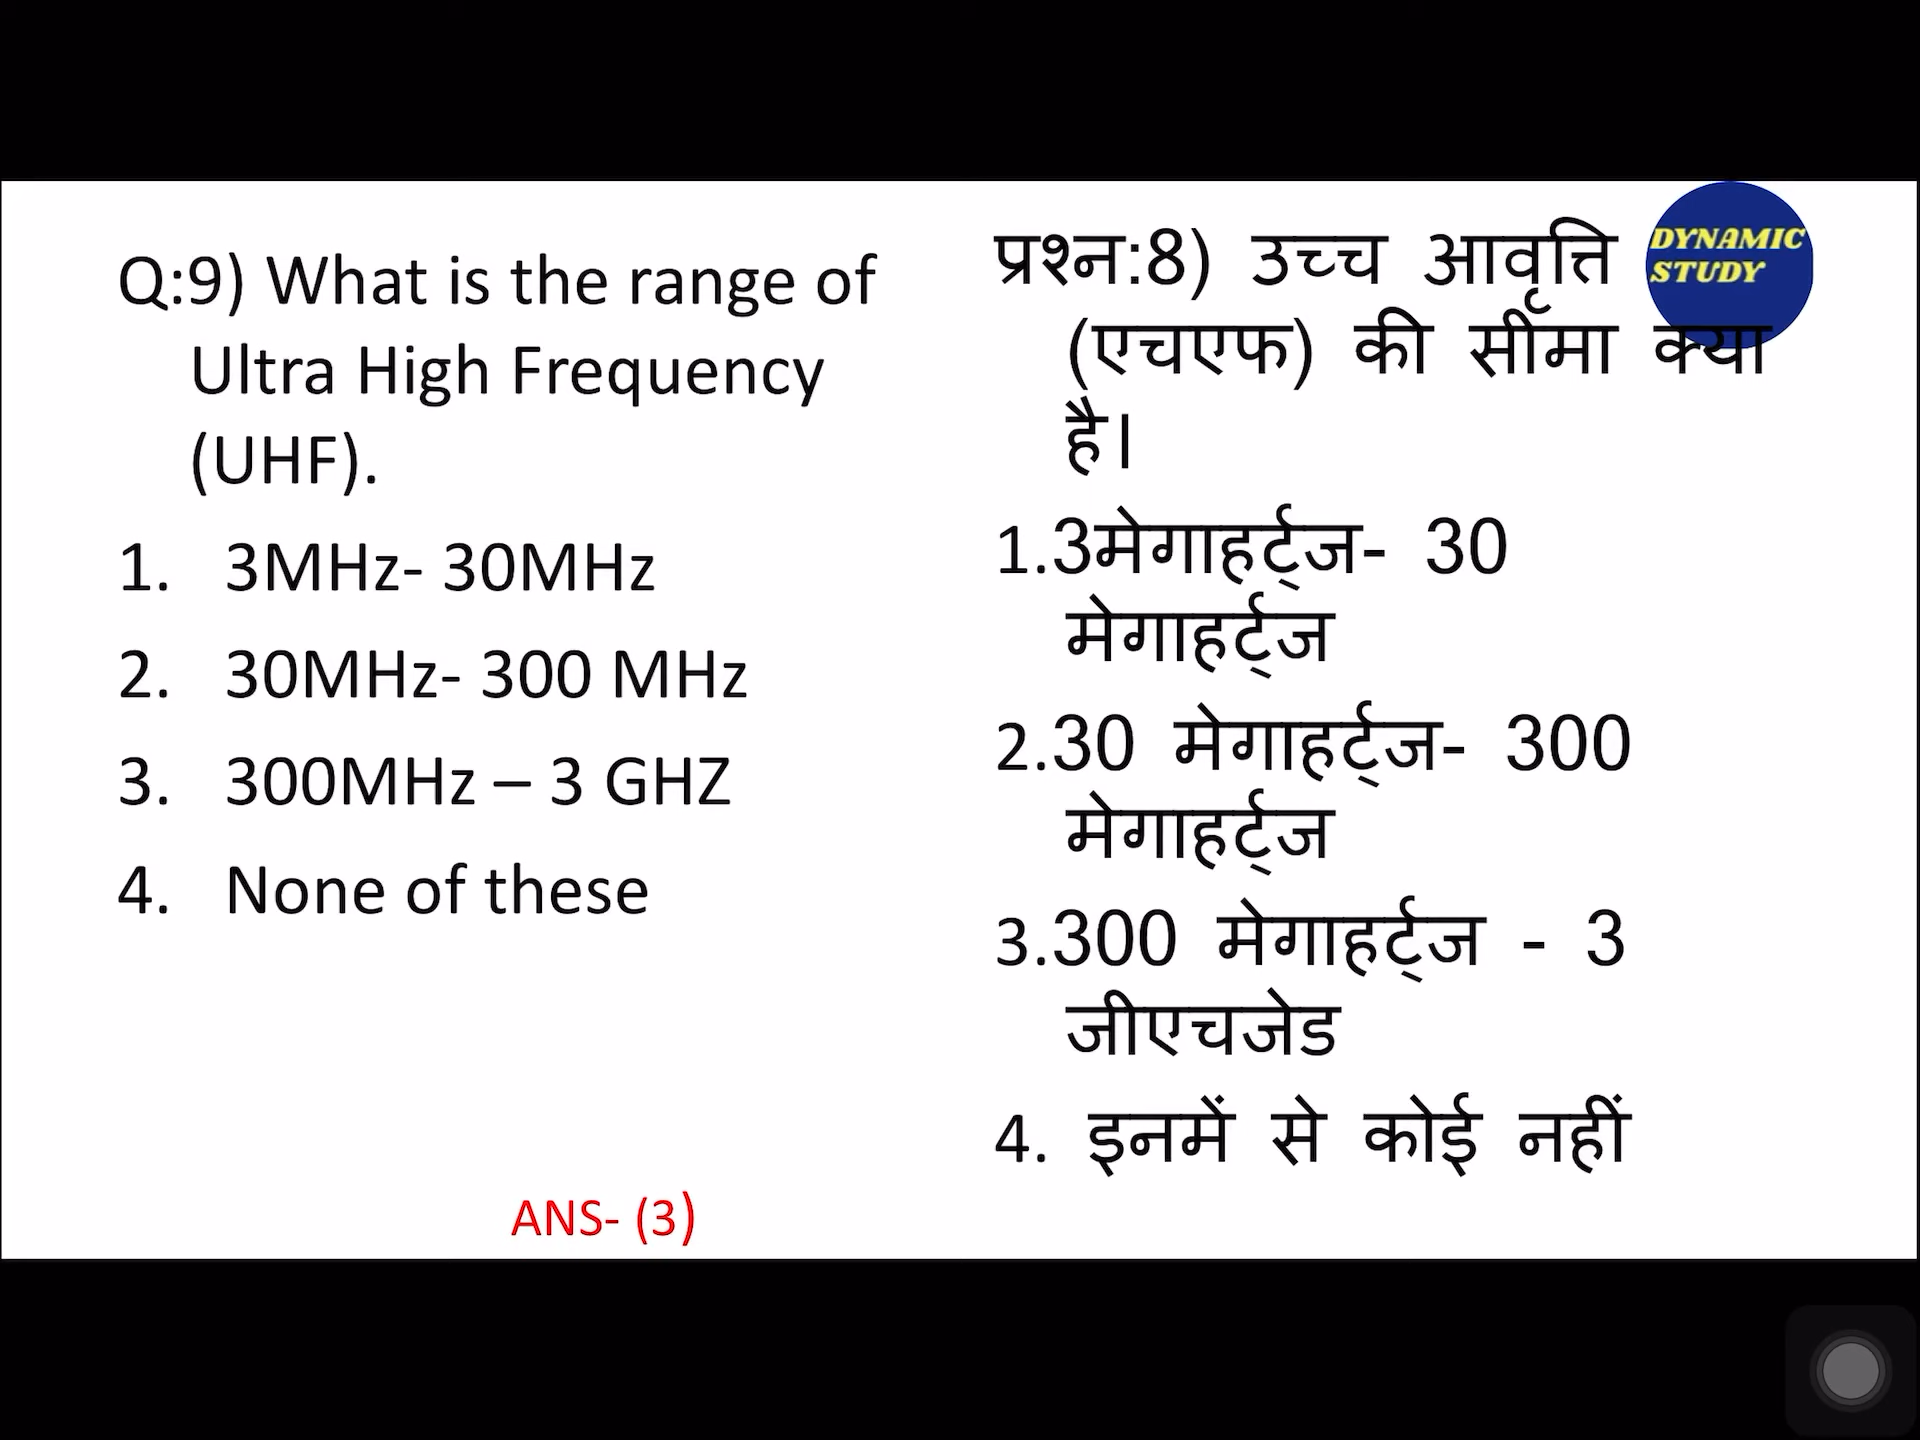 Q:9) What is the range of
Ultra High Frequency
(UHF).
1. 3MHz- 30MHz
2. 30MHz- 300 MHz
3. 300MHz – 3 GHZ
4. None of these
ANS- (3)
प्रश्न:8) उच्च आवृत्ति
(एचएफ) की सीमा क्या
है।
1.3मेगाहर्ट्ज- 30
मेगाहर्ट्ज
2.30 मेगाहर्ट्ज- 300
मेगाहर्ट्ज
3.300 मेगाहर्ट्ज - 3
जीएचजेड
4. इनमें से कोई नहीं
DYNAMIC
STUDY